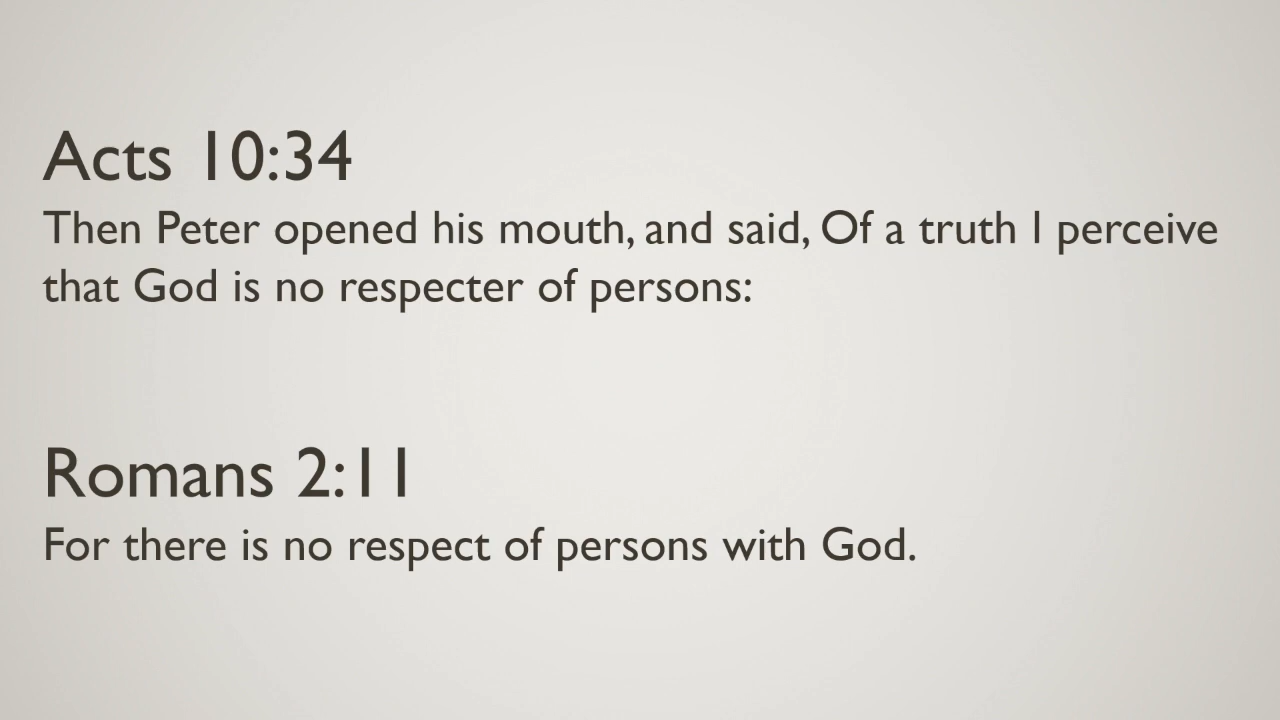 Acts 10:34
Then Peter opened his mouth, and said, Of a truth I perceive
that God is no respecter of persons:
Romans 2:11
For there is no respect of persons with God.